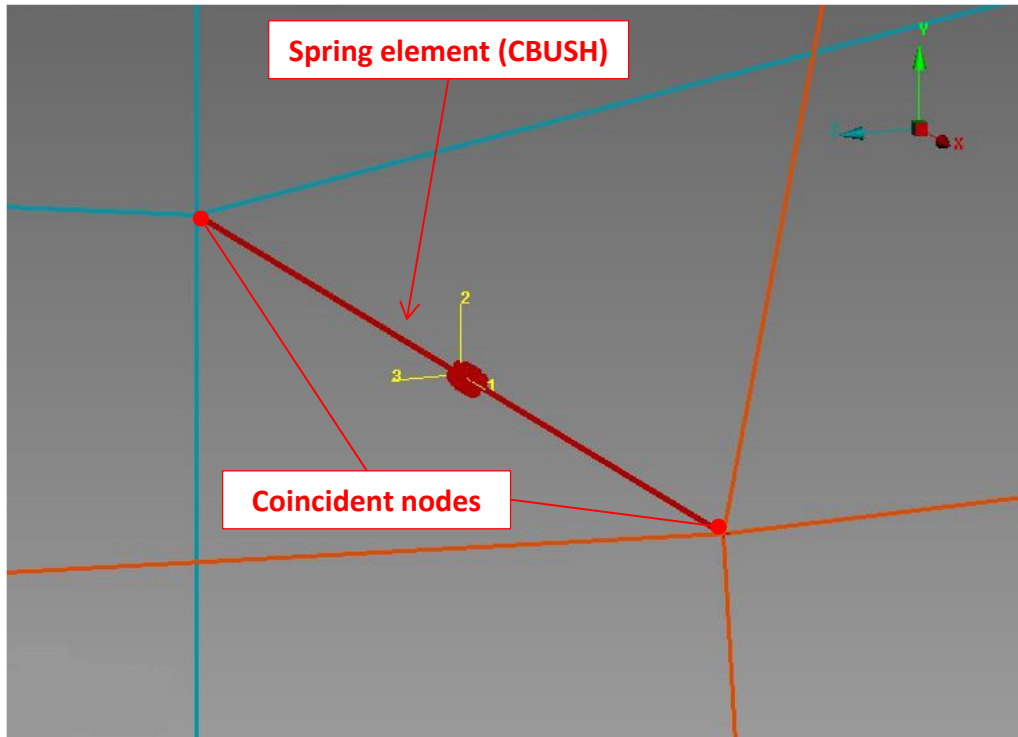 Spring element (CBUSH)
Y
Z
X
2
3
1
Coincident nodes